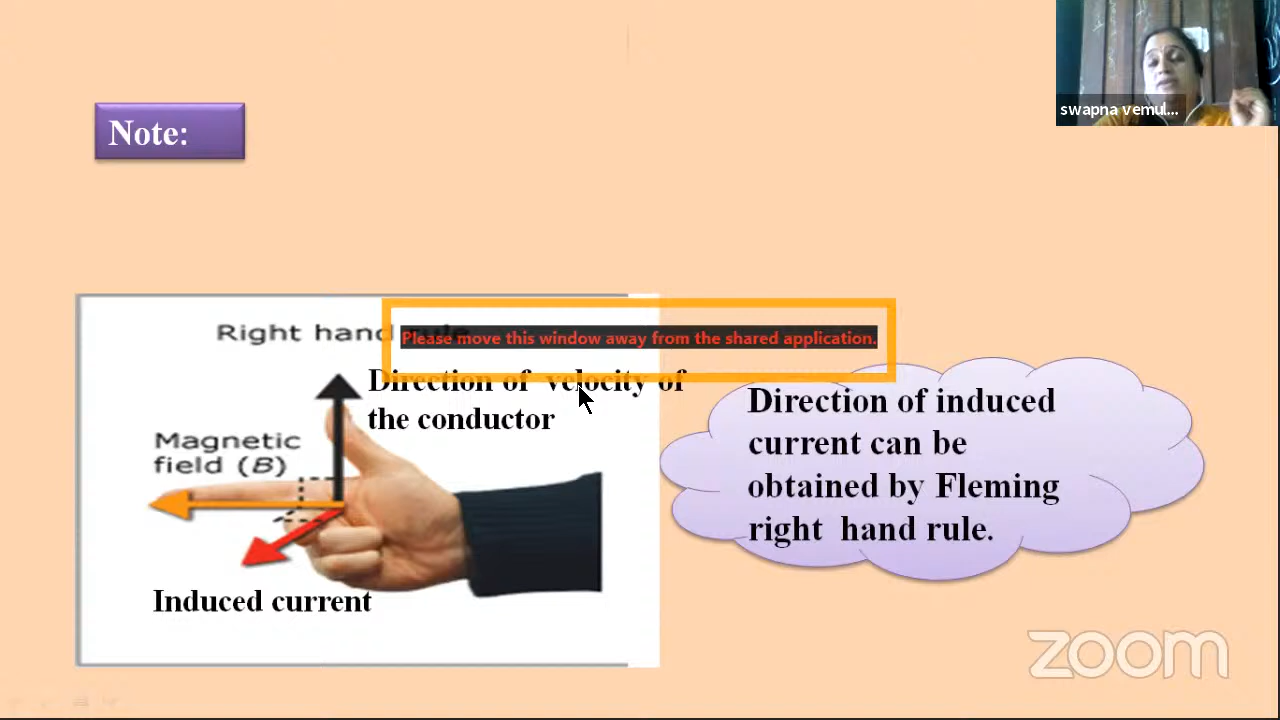 swapna vemul...
Note:
Right hand rule
Please move this window away from the shared application.
Direction of velocity of
the conductor
Magnetic
field (B)
Induced current
Direction of induced
current can be
obtained by Fleming
right hand rule.
zoom